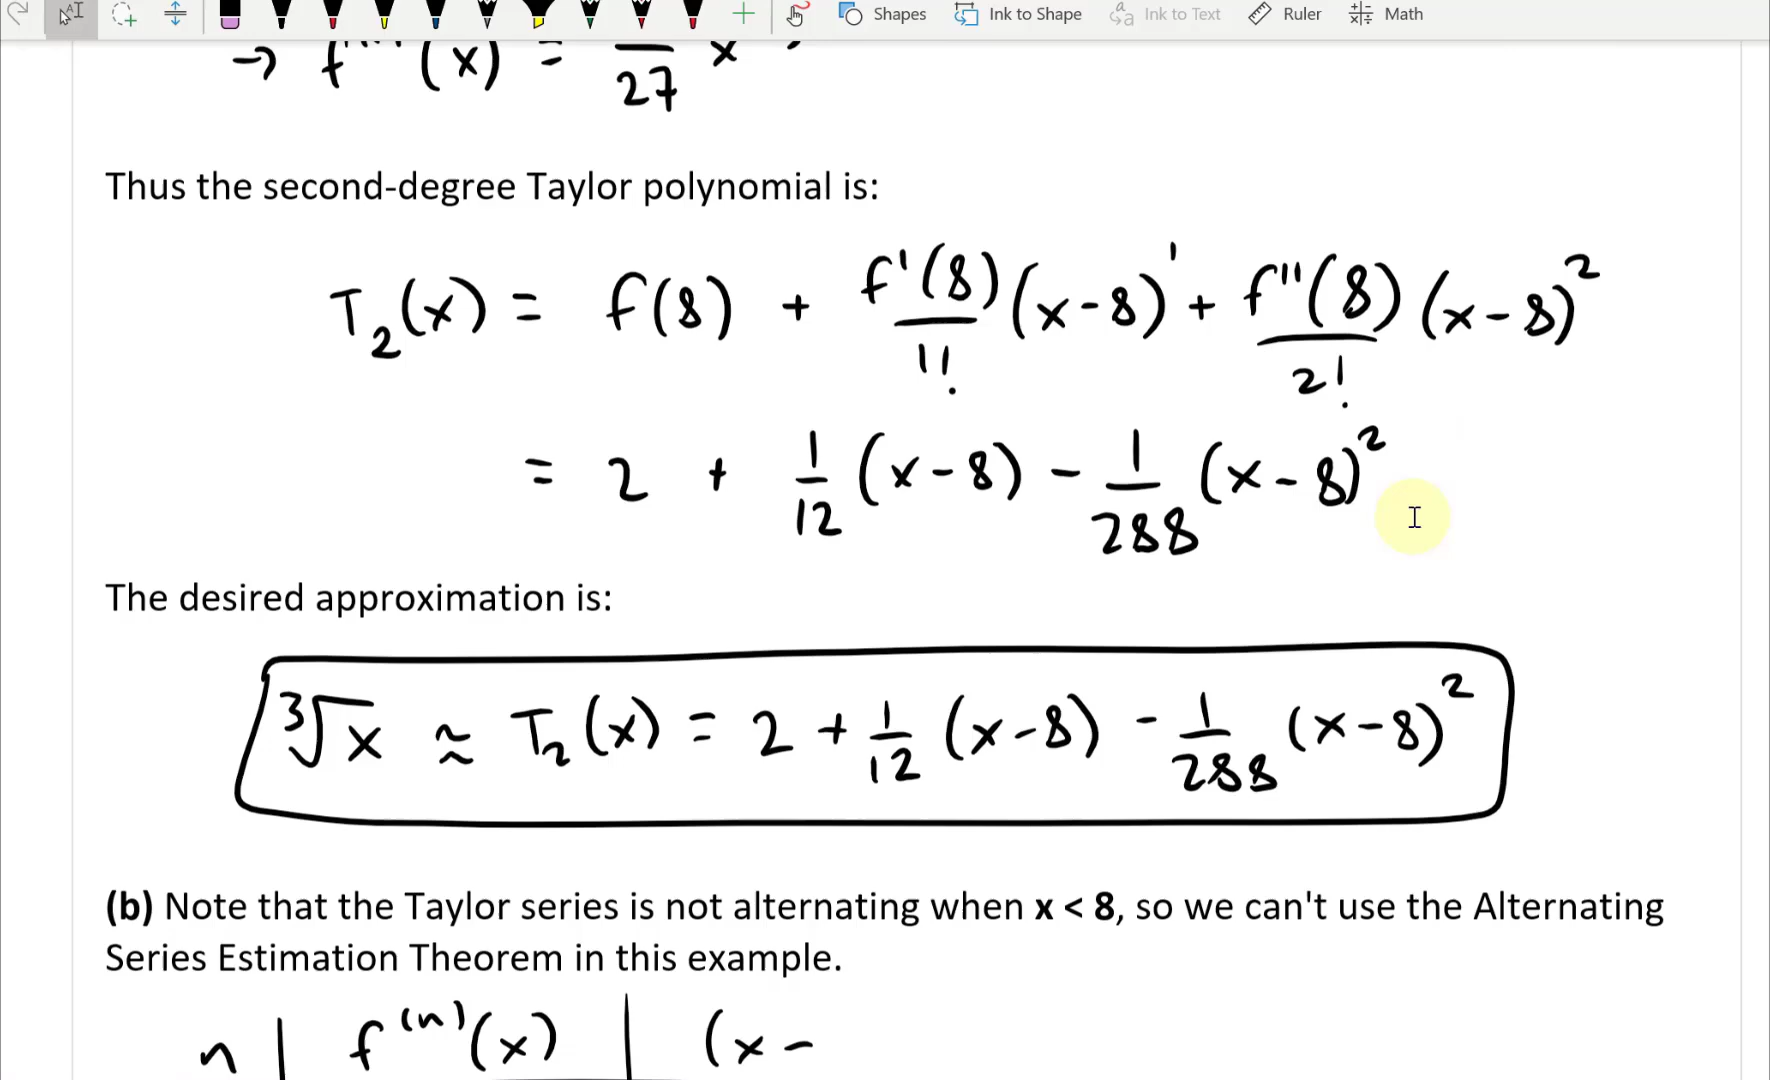 Shapes Ink to Shape Ink to Text Ruler Math
→ f'''(x) = /27 x
Thus the second-degree Taylor polynomial is:
T₂(x) = f(8) + f'(8)/1! (x-8)¹ + f''(8)/2! (x-8)²
= 2 + 1/12 (x-8) - 1/288 (x-8)²
The desired approximation is:
³√x ≈ T₂(x) = 2 + 1/12 (x-8) - 1/288 (x-8)²
(b) Note that the Taylor series is not alternating when x < 8, so we can't use the Alternating
Series Estimation Theorem in this example.
n | f⁽ⁿ⁾(x) | (x -